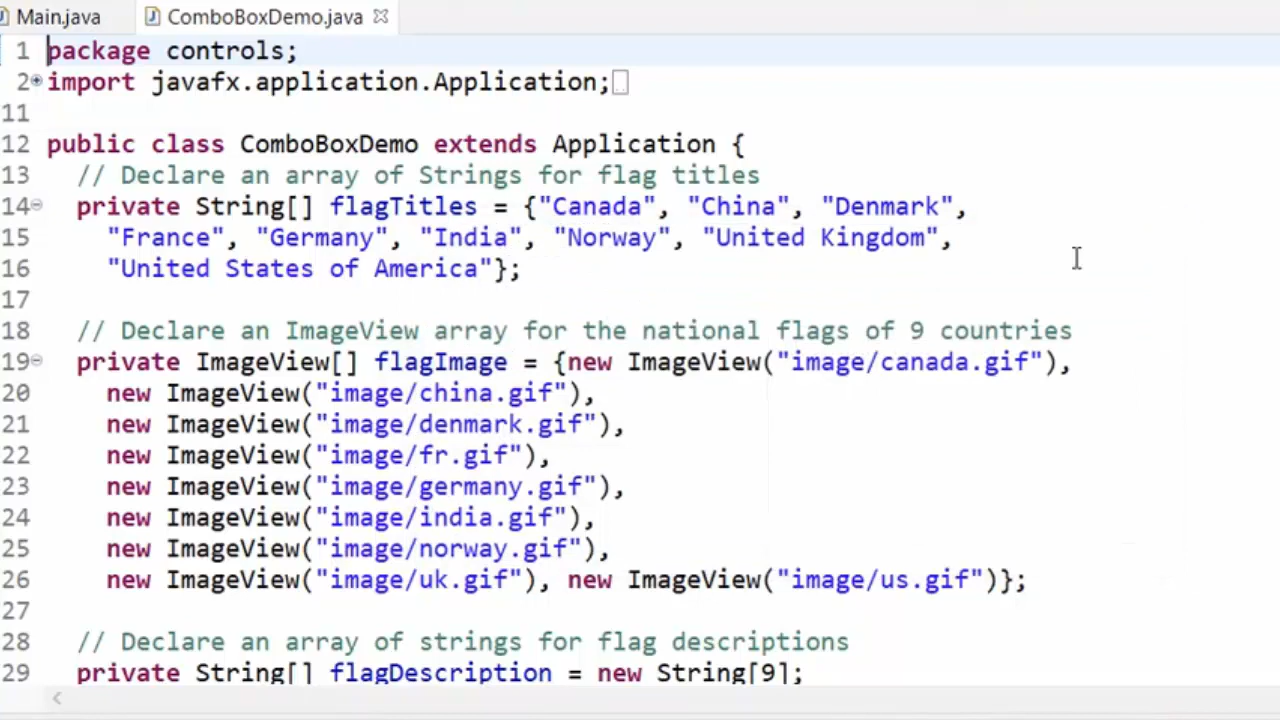 Main.java ComboBoxDemo.java
1 package controls;
2 import javafx.application.Application;
11
12 public class ComboBoxDemo extends Application {
13 // Declare an array of Strings for flag titles
14 private String[] flagTitles = {"Canada", "China", "Denmark",
15 "France", "Germany", "India", "Norway", "United Kingdom",
16 "United States of America"};
17
18 // Declare an ImageView array for the national flags of 9 countries
19 private ImageView[] flagImage = {new ImageView("image/canada.gif"),
20 new ImageView("image/china.gif"),
21 new ImageView("image/denmark.gif"),
22 new ImageView("image/fr.gif"),
23 new ImageView("image/germany.gif"),
24 new ImageView("image/india.gif"),
25 new ImageView("image/norway.gif"),
26 new ImageView("image/uk.gif"), new ImageView("image/us.gif")};
27
28 // Declare an array of strings for flag descriptions
29 private String[] flagDescription = new String[9];